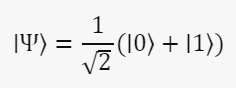 |Ψ⟩ = 1/√2 (|0⟩ + |1⟩)